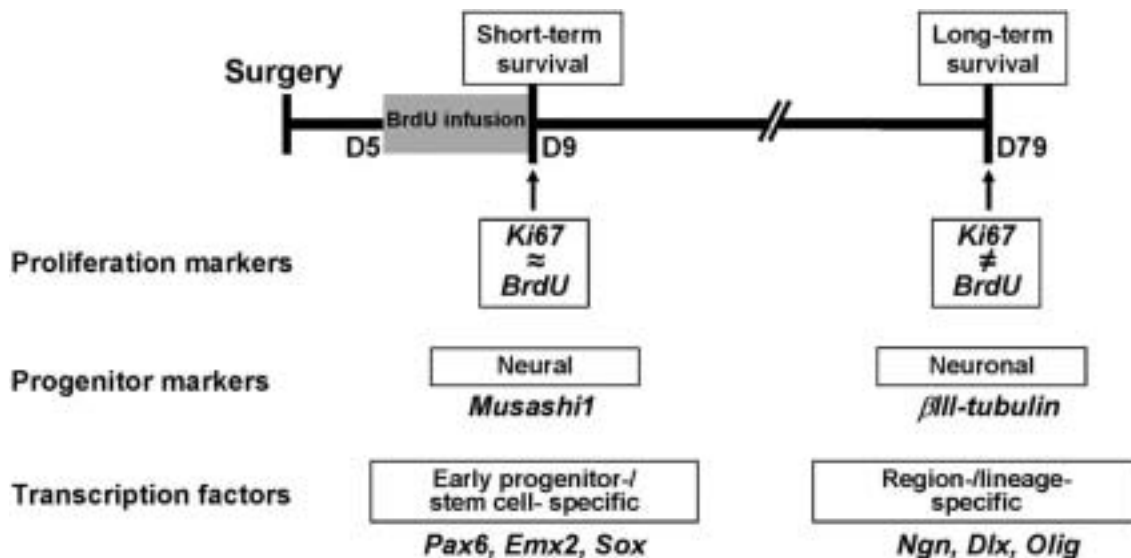 Short-term
survival
Long-term
survival
Surgery
BrdU infusion
D5
D9
D79
Proliferation markers
Ki67
≈
BrdU
Ki67
≠
BrdU
Progenitor markers
Neural
Musashi1
Neuronal
βIII-tubulin
Transcription factors
Early progenitor-/
stem cell- specific
Pax6, Emx2, Sox
Region-/lineage-
specific
Ngn, Dlx, Olig